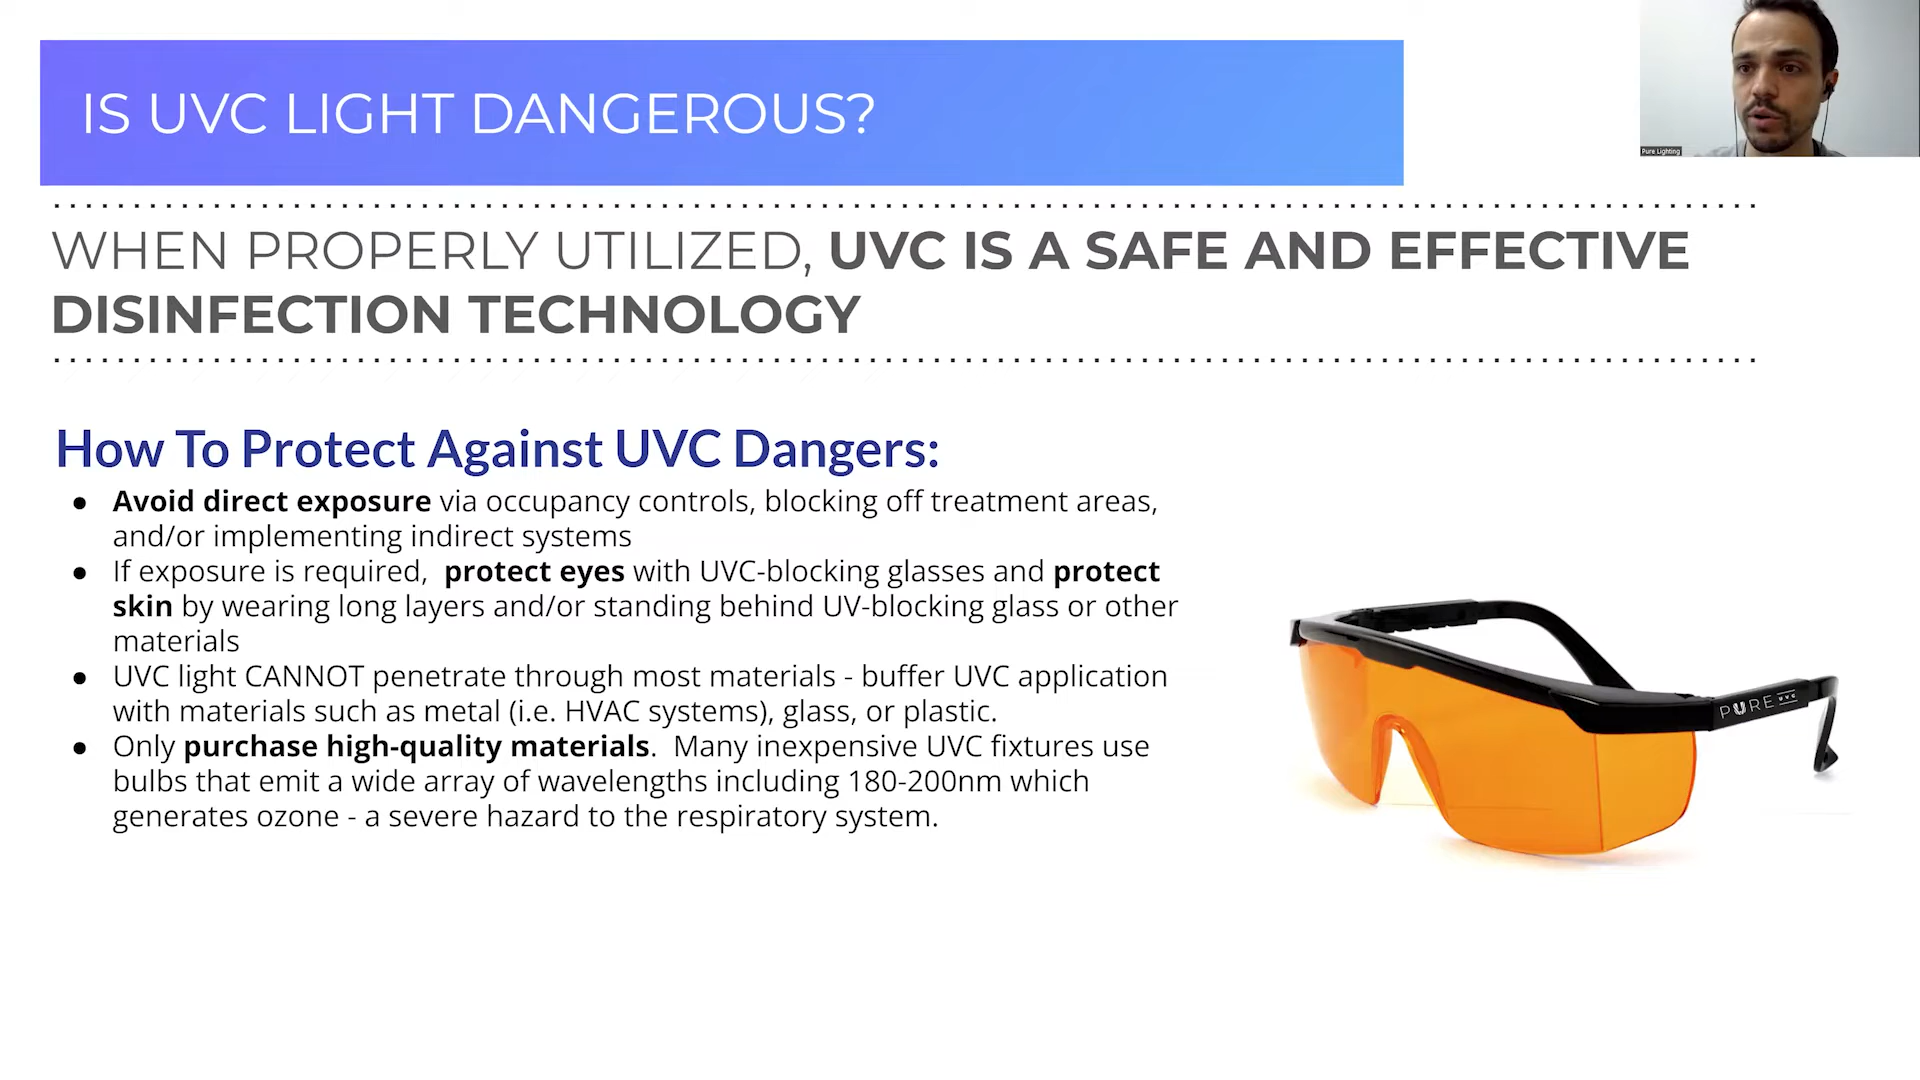 IS UVC LIGHT DANGEROUS?
Pure Lighting
WHEN PROPERLY UTILIZED, UVC IS A SAFE AND EFFECTIVE
DISINFECTION TECHNOLOGY
How To Protect Against UVC Dangers:
● Avoid direct exposure via occupancy controls, blocking off treatment areas,
and/or implementing indirect systems
● If exposure is required,  protect eyes with UVC-blocking glasses and protect
skin by wearing long layers and/or standing behind UV-blocking glass or other
materials
● UVC light CANNOT penetrate through most materials - buffer UVC application
with materials such as metal (i.e. HVAC systems), glass, or plastic.
● Only purchase high-quality materials.  Many inexpensive UVC fixtures use
bulbs that emit a wide array of wavelengths including 180-200nm which
generates ozone - a severe hazard to the respiratory system.
PURE UVC